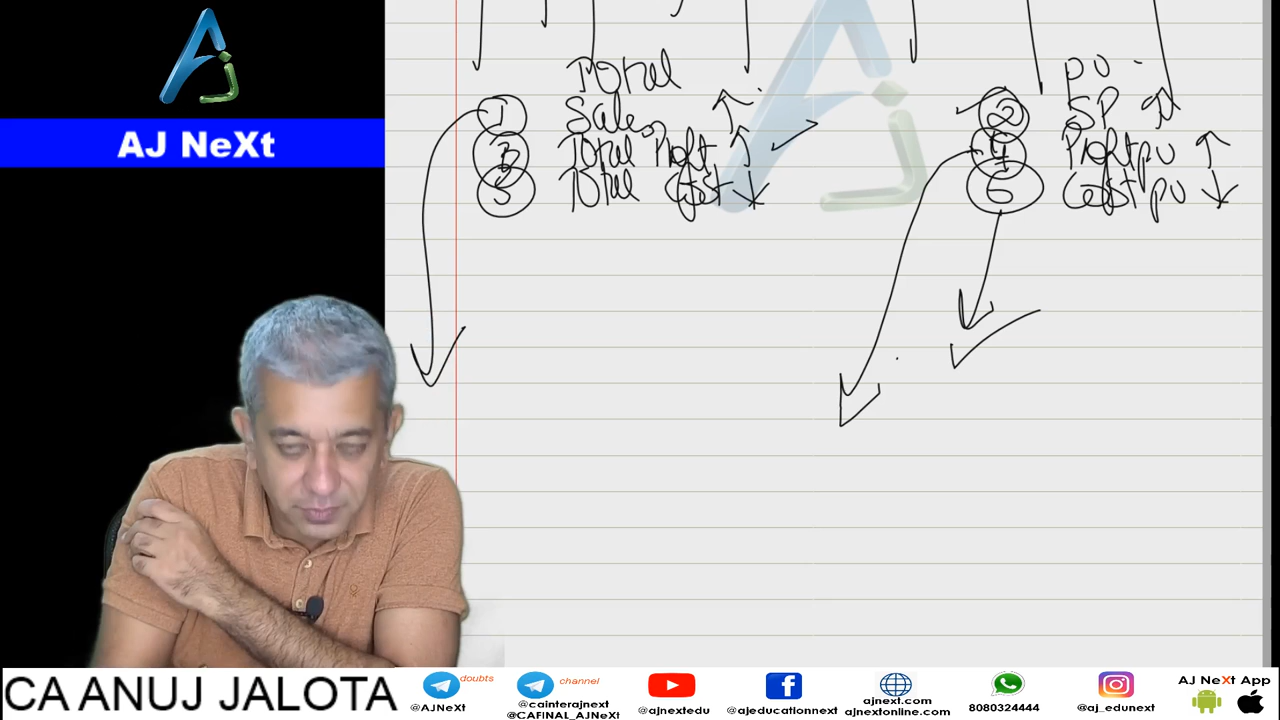 AJ NeXt
Total
pu
① Sales ↑
② SP ↑
③ Total Profit ↑
④ Profit pu ↑
⑤ Total Cost ↓
⑥ Cost pu ↓
CA ANUJ JALOTA
doubts
@AJNeXt
channel
@cainterajnext
@CAFINAL_AJNeXt
@ajnextedu
@ajeducationnext
ajnext.com
ajnextonline.com
8080324444
@aj_edunext
AJ NeXt App